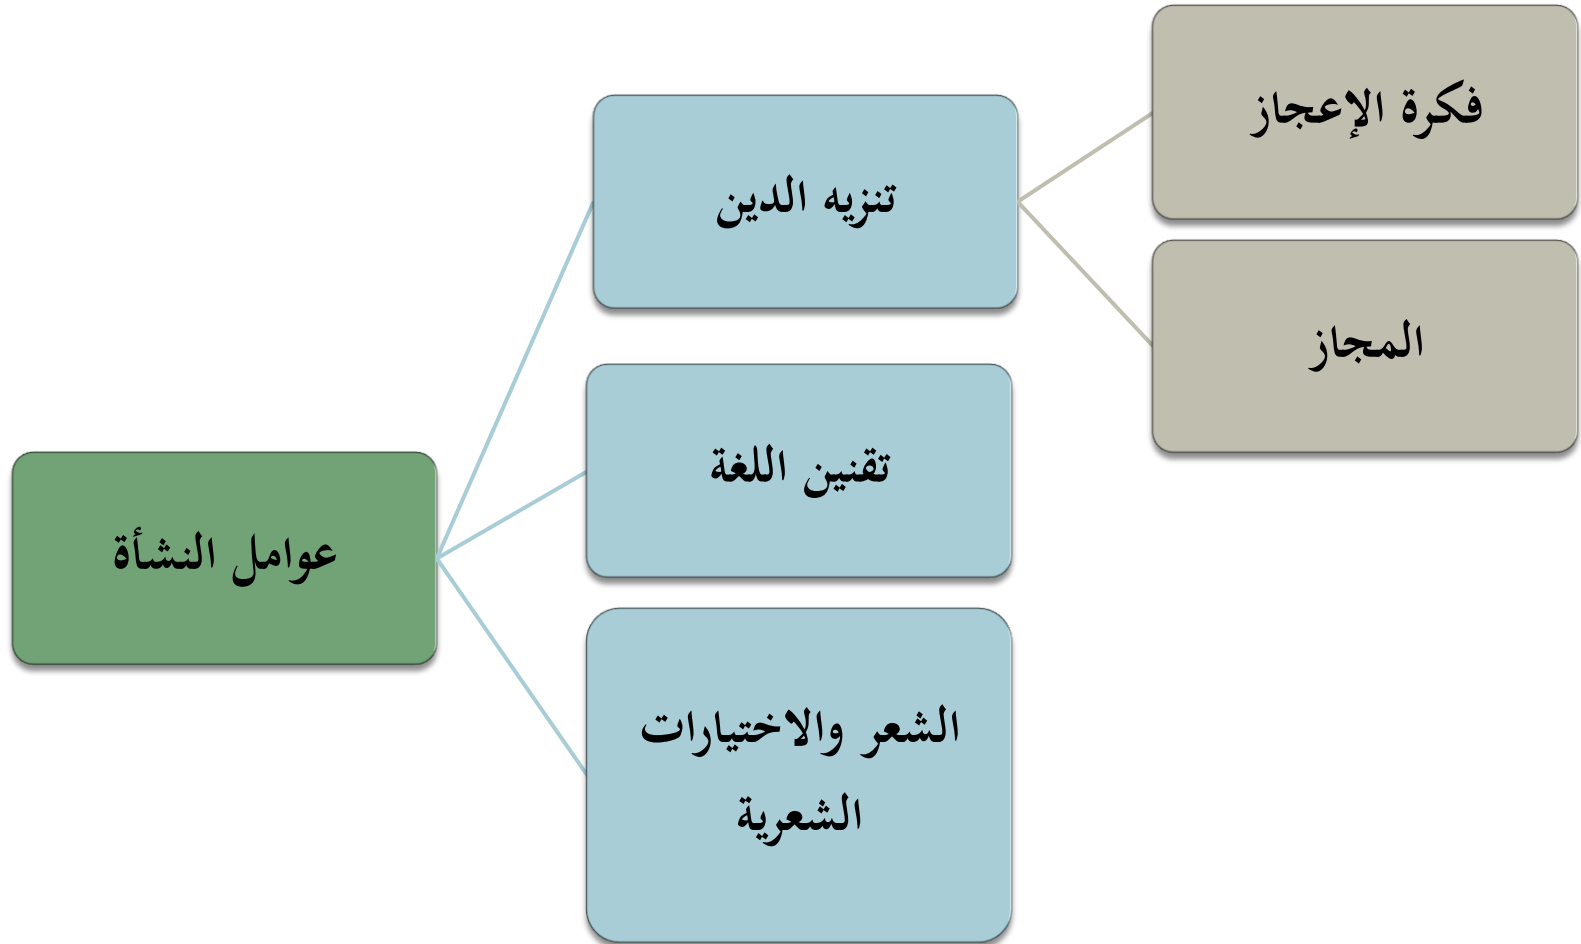 عوامل النشأة
تنزيه الدين
فكرة الإعجاز
المجاز
تقنين اللغة
الشعر والاختيارات
الشعرية